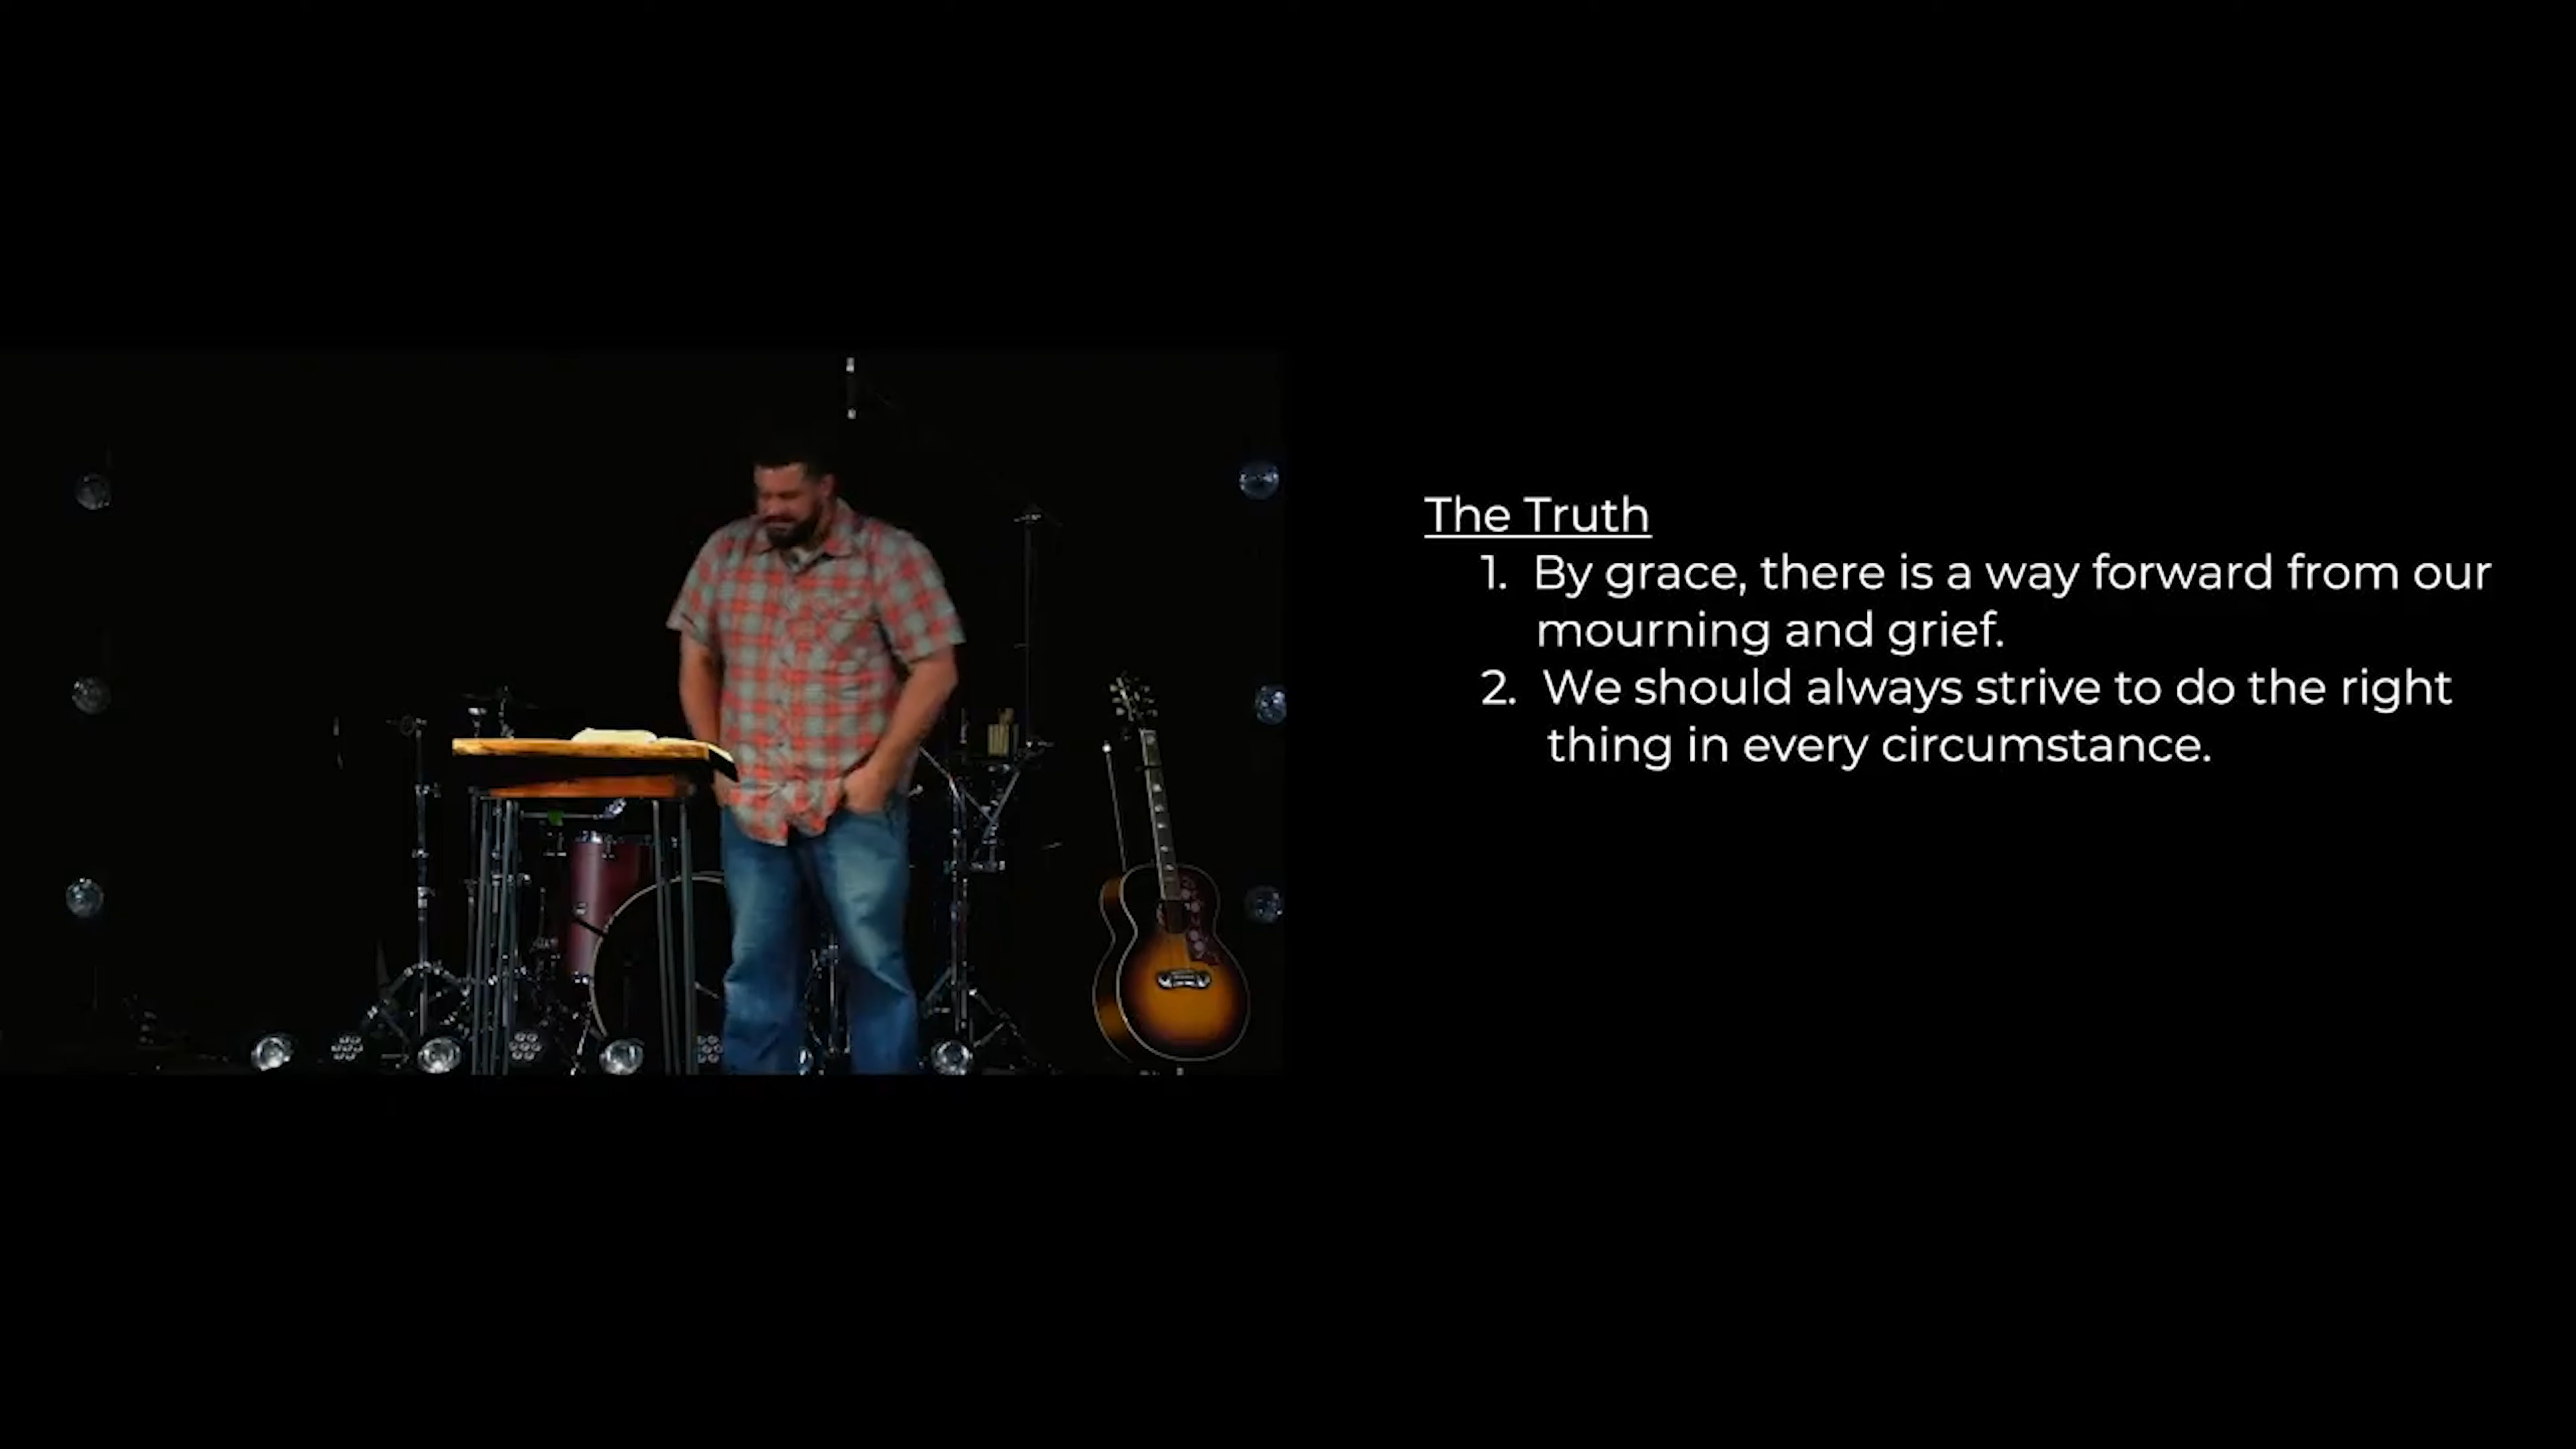 The Truth
1. By grace, there is a way forward from our
mourning and grief.
2. We should always strive to do the right
thing in every circumstance.